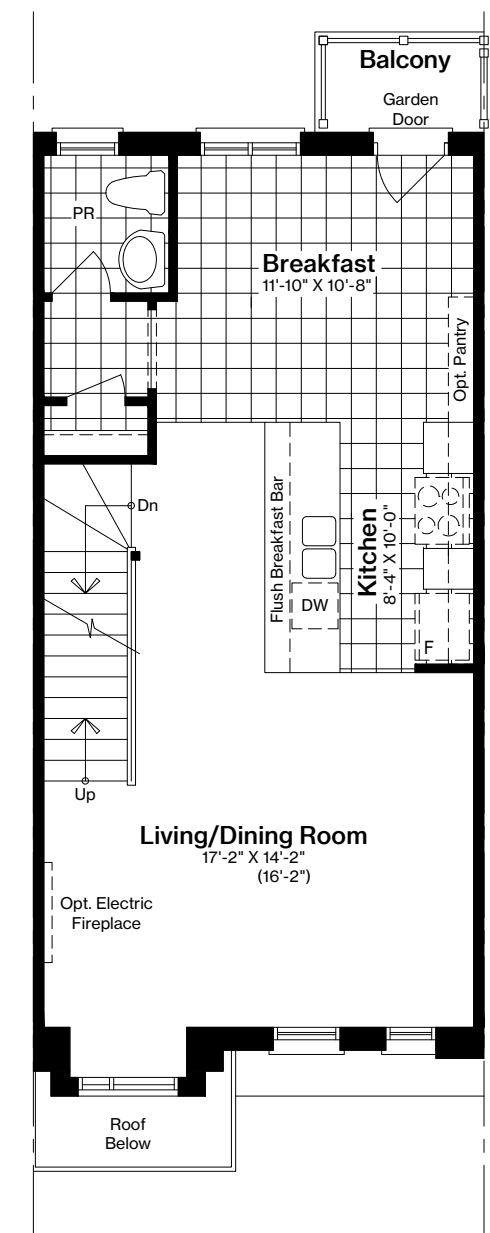 Balcony
Garden
Door
PR
Breakfast
11'-10" X 10'-8"
Opt. Pantry
Flush Breakfast Bar
Kitchen
8'-4" X 10'-0"
Dn
DW
F
Up
Living/Dining Room
17'-2" X 14'-2"
(16'-2")
Opt. Electric
Fireplace
Roof
Below